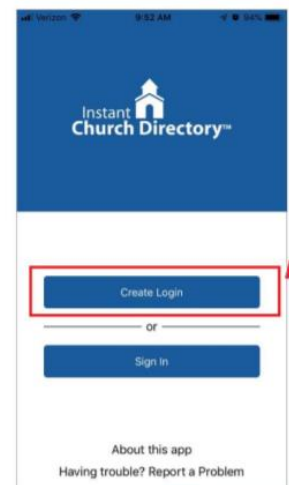 Verizon 9:52 AM 94%
Instant
Church Directory™
Create Login
or
Sign In
About this app
Having trouble? Report a Problem